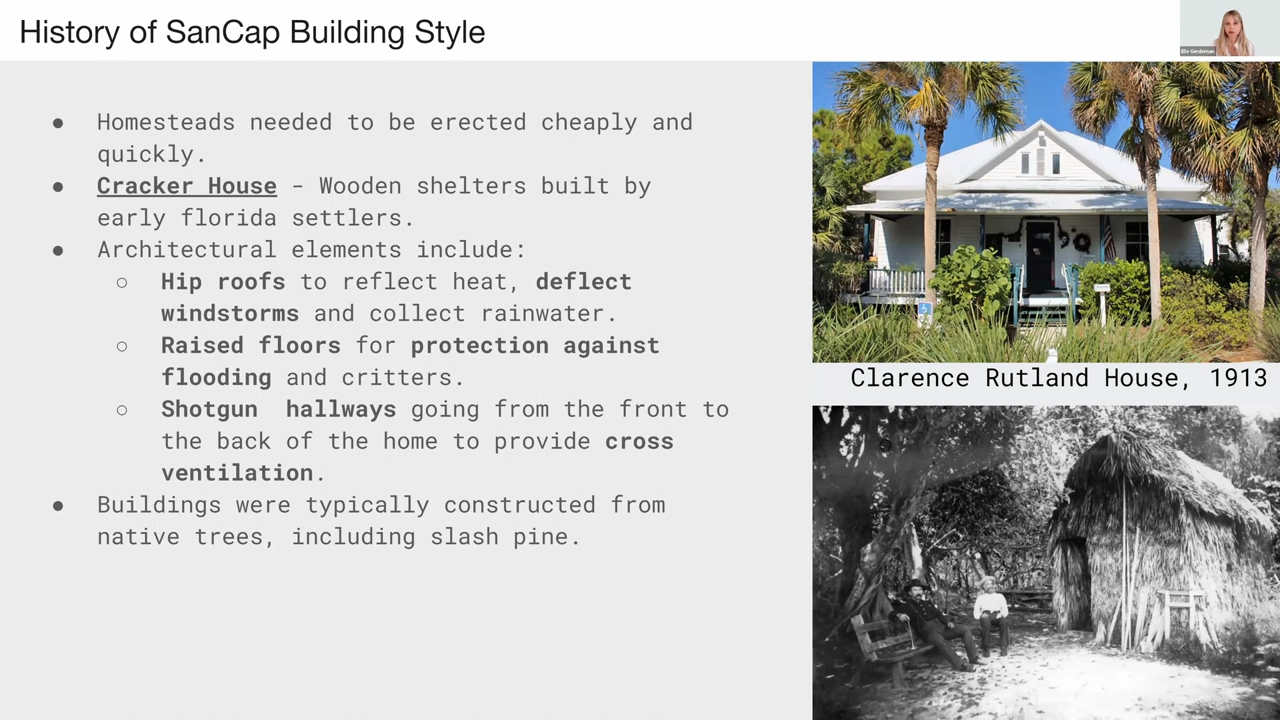 History of SanCap Building Style
Elle Gerdeman
● Homesteads needed to be erected cheaply and
quickly.
● Cracker House - Wooden shelters built by
early florida settlers.
● Architectural elements include:
○ Hip roofs to reflect heat, deflect
windstorms and collect rainwater.
○ Raised floors for protection against
flooding and critters.
○ Shotgun  hallways going from the front to
the back of the home to provide cross
ventilation.
● Buildings were typically constructed from
native trees, including slash pine.
Clarence Rutland House, 1913